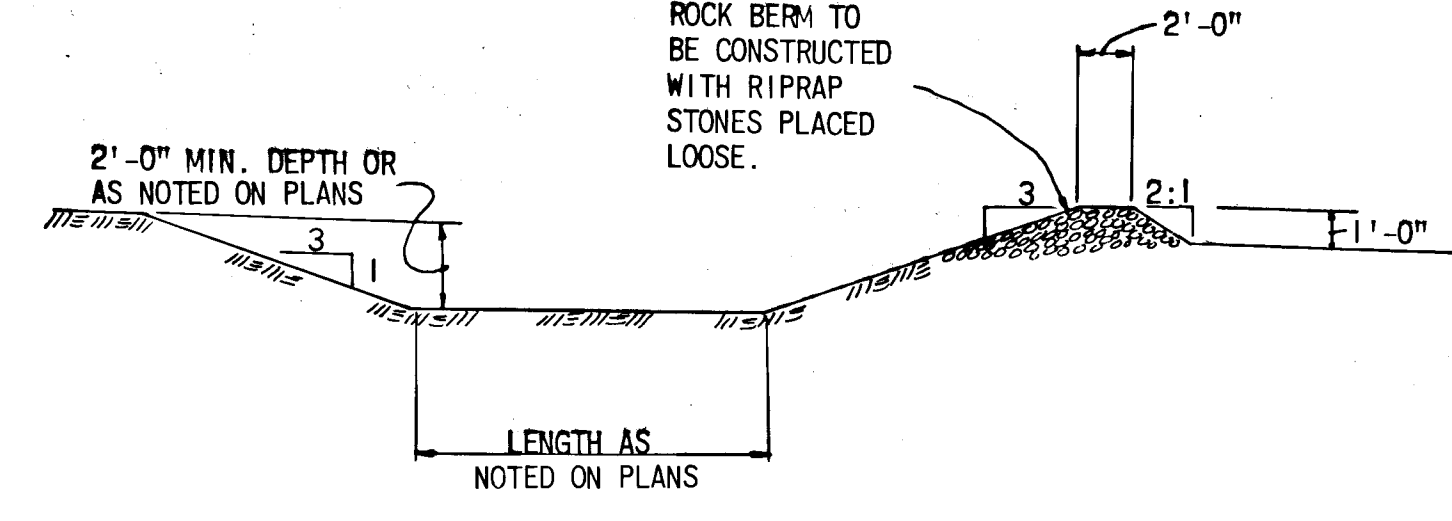 ROCK BERM TO
BE CONSTRUCTED
WITH RIPRAP
STONES PLACED
LOOSE.
2'-0"
2'-0" MIN. DEPTH OR
AS NOTED ON PLANS
3
1
3
2:1
1'-0"
LENGTH AS
NOTED ON PLANS